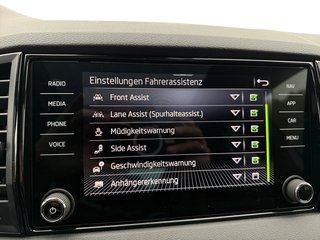 Einstellungen Fahrerassistenz
RADIO
MEDIA
PHONE
VOICE
Front Assist
Lane Assist (Spurhalteassist.)
Müdigkeitswarnung
Side Assist
Geschwindigkeitswarnung
Anhängererkennung
NAV
APP
CAR
MENU